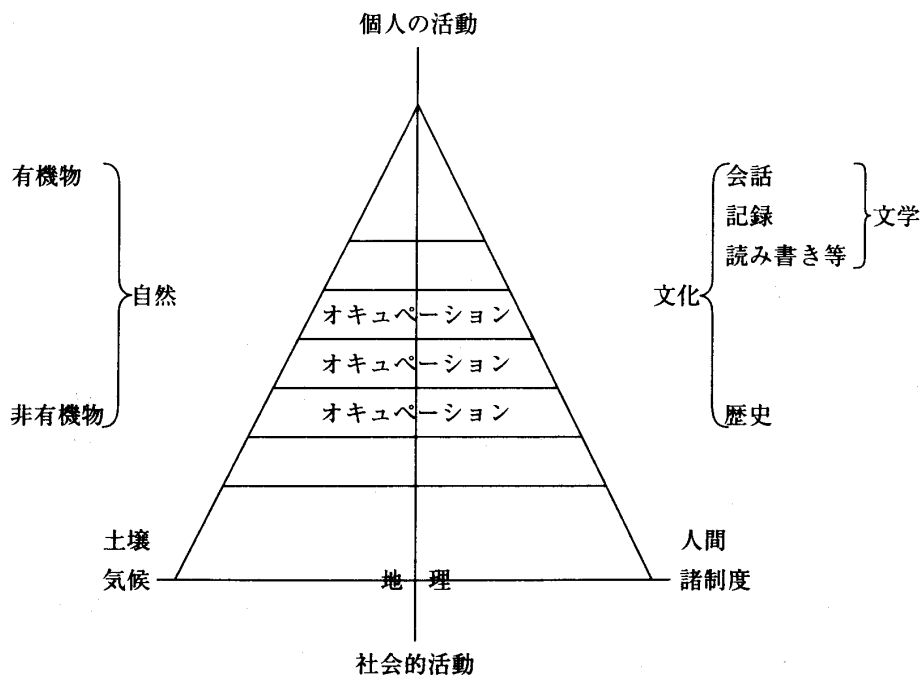 個人の活動
有機物
自然
非有機物
オキュペーション
オキュペーション
オキュペーション
会話
記録
読み書き等
文学
文化
歴史
土壌
気候
地 理
人間
諸制度
社会的活動